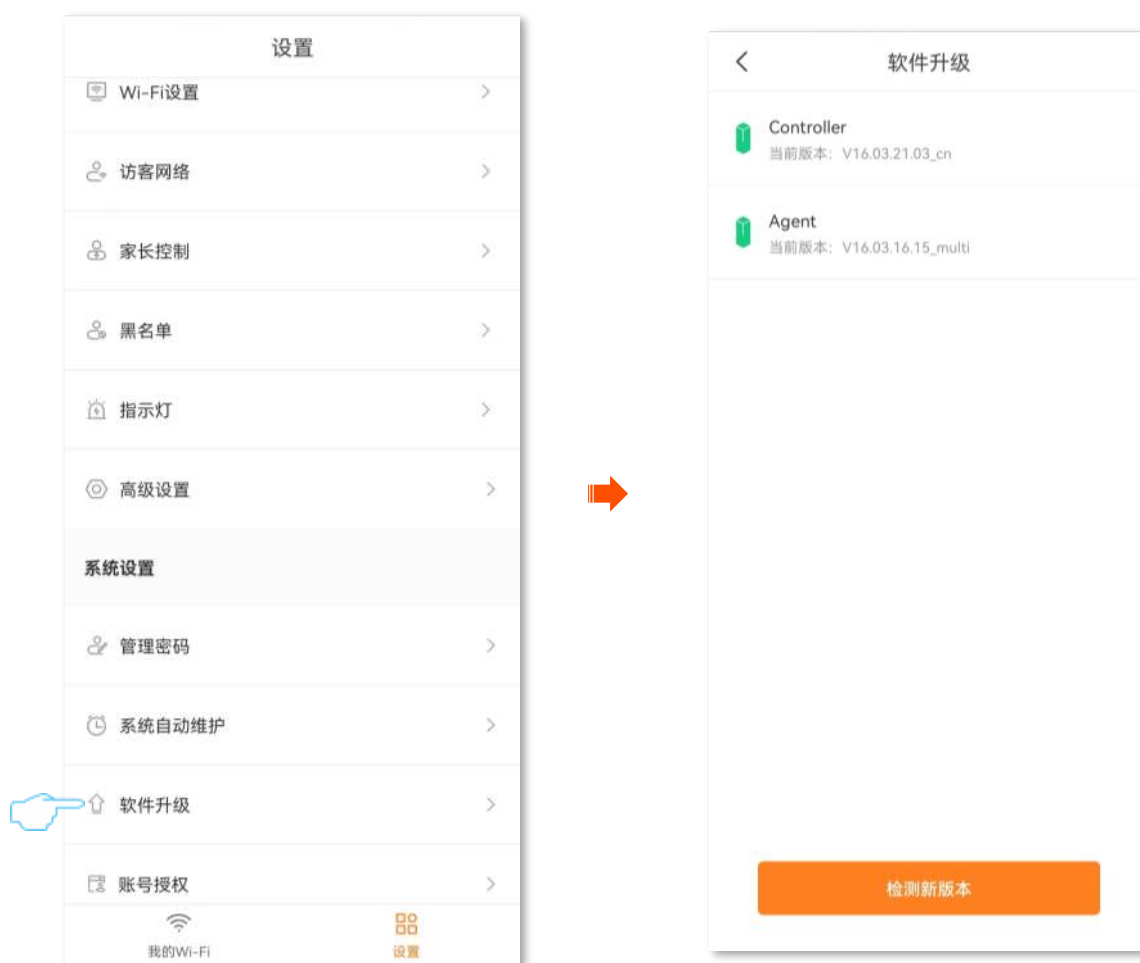 设置
Wi-Fi设置
访客网络
家长控制
黑名单
指示灯
高级设置
系统设置
管理密码
系统自动维护
软件升级
账号授权
我的Wi-Fi
设置
软件升级
Controller
当前版本：V16.03.21.03_cn
Agent
当前版本：V16.03.16.15_multi
检测新版本